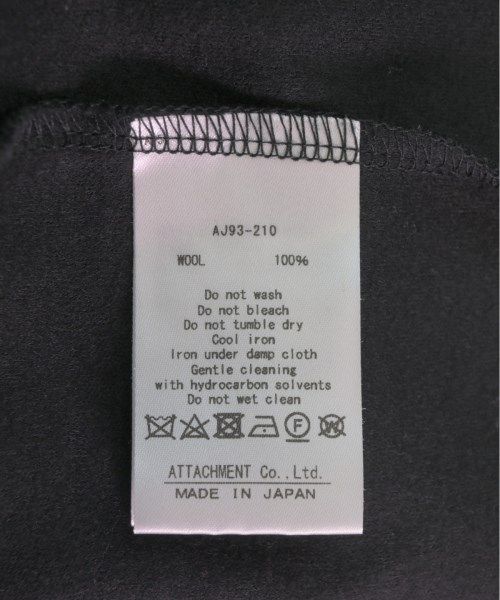 AJ93-210
WOOL 100%
Do not wash
Do not bleach
Do not tumble dry
Cool iron
Iron under damp cloth
Gentle cleaning
with hydrocarbon solvents
Do not wet clean
F W
ATTACHMENT Co.,Ltd.
MADE IN JAPAN